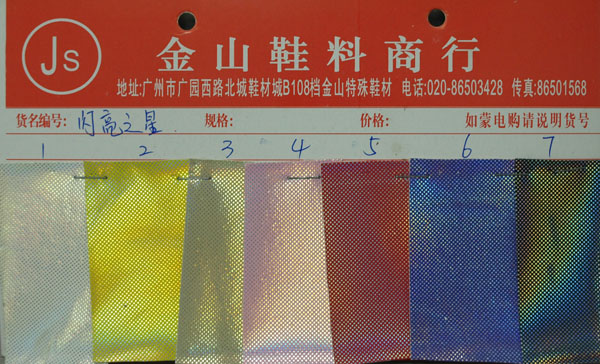 JS
金山鞋料商行
地址:广州市广园西路北城鞋材城B108档金山特殊鞋材 电话:020-86503428 传真:86501568
货名编号: 闪亮之星 规格: 价格: 如蒙电购请说明货号
1 2 3 4 5 6 7